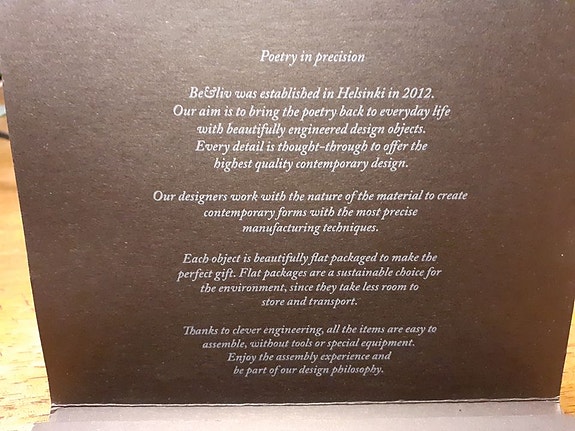 Poetry in precision
Be&liv was established in Helsinki in 2012.
Our aim is to bring the poetry back to everyday life
with beautifully engineered design objects.
Every detail is thought-through to offer the
highest quality contemporary design.
Our designers work with the nature of the material to create
contemporary forms with the most precise
manufacturing techniques.
Each object is beautifully flat packaged to make the
perfect gift. Flat packages are a sustainable choice for
the environment, since they take less room to
store and transport.
Thanks to clever engineering, all the items are easy to
assemble, without tools or special equipment.
Enjoy the assembly experience and
be part of our design philosophy.